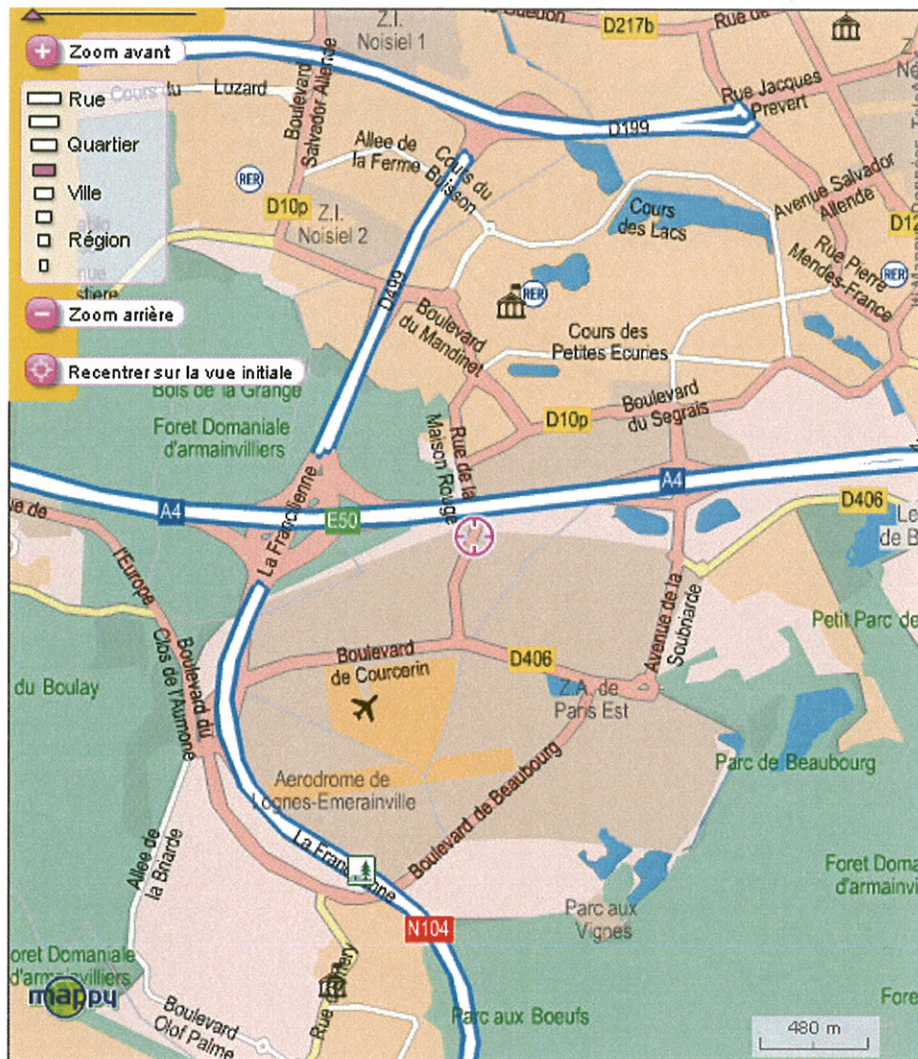 Zoom avant
Rue
Quartier
Ville
Région
Zoom arrière
Recentrer sur la vue initiale
Z.I.
Noisiel 1
D217b
Rue de
Cours du Luzard
Boulevard
Salvador Allende
Allee de
la Ferme
Cours du
Buisson
D199
Rue Jacques
Prevert
RER
D10p
Z.I.
Noisiel 2
Cours
des Lacs
Avenue Salvador
Allende
Rue Pierre
Mendes-France
RER
D499
Boulevard
du Mandinet
RER
Cours des
Petites Ecuries
Bois de la Grange
Foret Domaniale
d'armainvilliers
D10p
Boulevard
du Segrais
Rue de la
Maison Rouge
A4
E50
A4
D406
La Francilienne
l'Europe
Boulevard du
Clos de l'Aumone
Boulevard
de Courcerin
D406
Avenue de la
Soubriarde
Petit Parc de
du Boulay
Z.A. de
Paris Est
Parc de Beaubourg
Aerodrome de
Lognes-Emerainville
Boulevard de Beaubourg
Allee de
la Briarde
Parc aux
Vignes
N104
Foret Doma
d'armainvi
oret Domaniale
d'armainvilliers
mappy
Boulevard
Olof Palme
Parc aux Boeufs
Fore
480 m